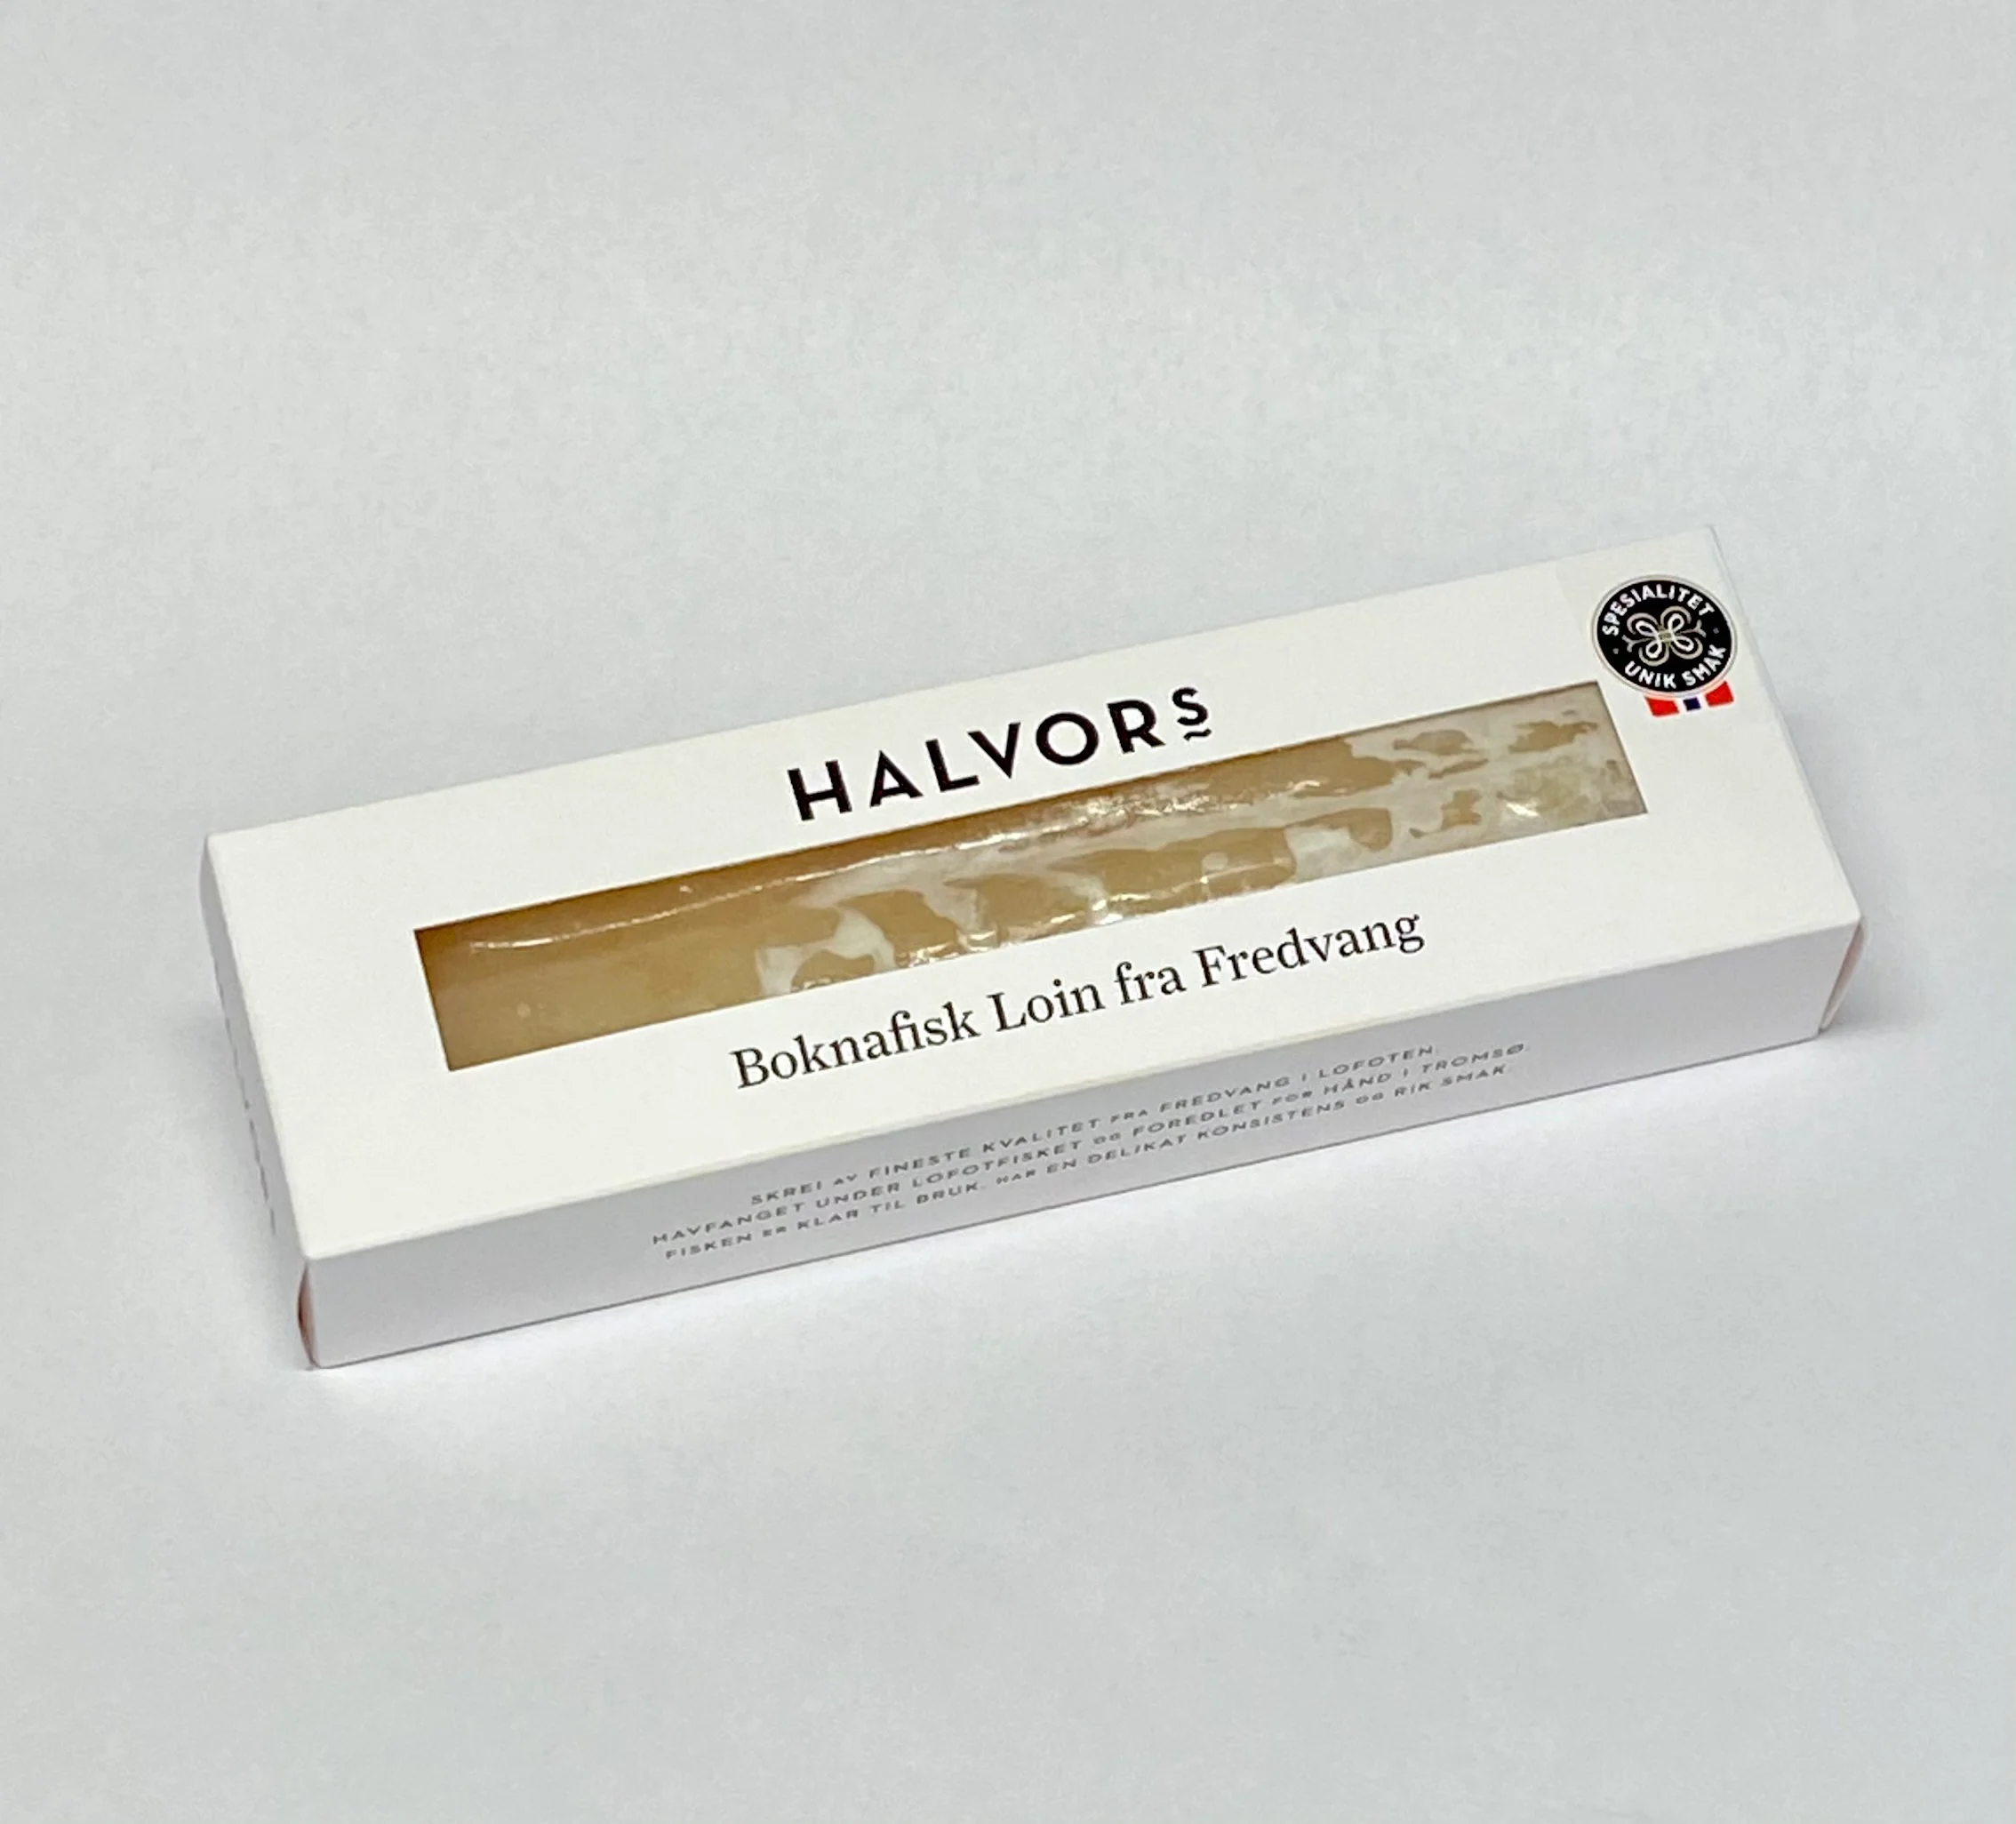 SPESIALITET
UNIK SMAK
HALVORS
Boknafisk Loin fra Fredvang
SKREI AV FINESTE KVALITET FRA FREDVANG I LOFOTEN,
HAVFANGET UNDER LOFOTFISKET OG FOREDLET FOR HÅND I TROMSØ.
FISKEN ER KLAR TIL BRUK. HAR EN DELIKAT KONSISTENS OG RIK SMAK.